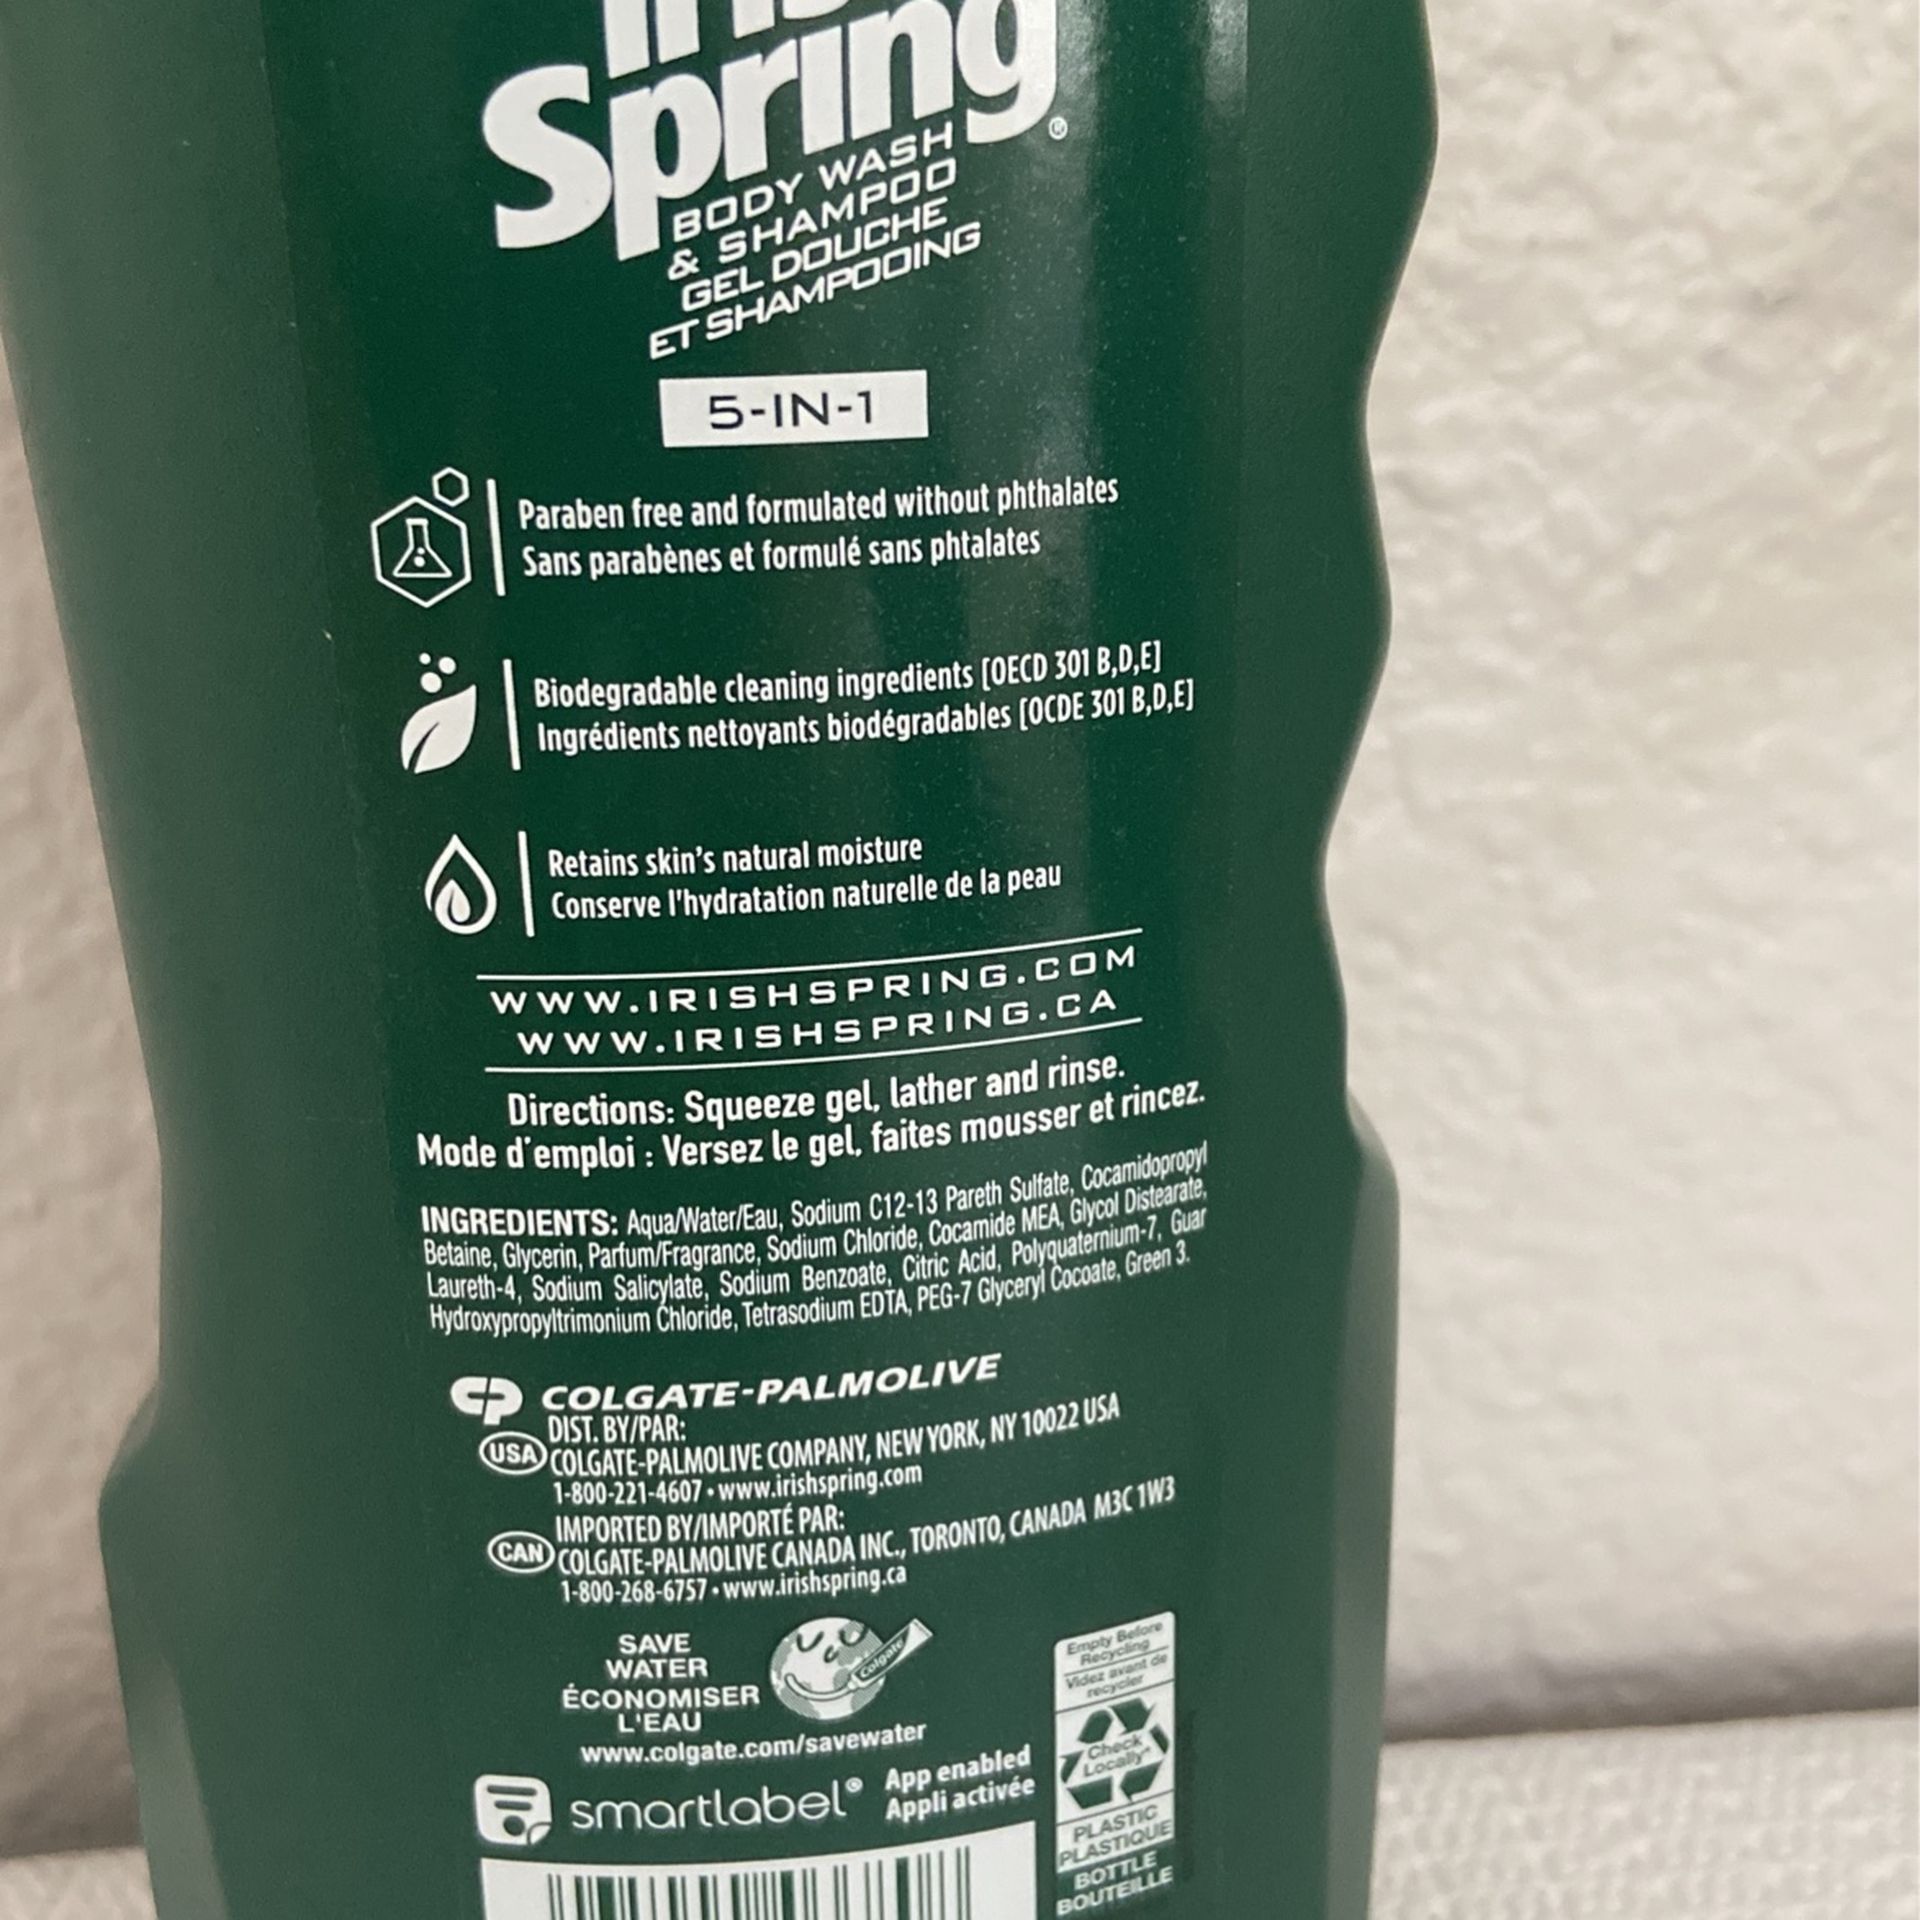 Spring®
BODY WASH
& SHAMPOO
GEL DOUCHE
ET SHAMPOOING
5-IN-1
Paraben free and formulated without phthalates
Sans parabènes et formulé sans phtalates
Biodegradable cleaning ingredients [OECD 301 B,D,E]
Ingrédients nettoyants biodégradables [OCDE 301 B,D,E]
Retains skin's natural moisture
Conserve l'hydratation naturelle de la peau
WWW.IRISHSPRING.COM
WWW.IRISHSPRING.CA
Directions: Squeeze gel, lather and rinse.
Mode d'emploi : Versez le gel, faites mousser et rincez.
INGREDIENTS: Aqua/Water/Eau, Sodium C12-13 Pareth Sulfate, Cocamidopropyl
Betaine, Glycerin, Parfum/Fragrance, Sodium Chloride, Cocamide MEA, Glycol Distearate,
Laureth-4, Sodium Salicylate, Sodium Benzoate, Citric Acid, Polyquaternium-7, Guar
Hydroxypropyltrimonium Chloride, Tetrasodium EDTA, PEG-7 Glyceryl Cocoate, Green 3.
CP COLGATE-PALMOLIVE
DIST. BY/PAR:
USA COLGATE-PALMOLIVE COMPANY, NEW YORK, NY 10022 USA
1-800-221-4607 • www.irishspring.com
IMPORTED BY/IMPORTÉ PAR:
CAN COLGATE-PALMOLIVE CANADA INC., TORONTO, CANADA M3C 1W3
1-800-268-6757 • www.irishspring.ca
SAVE
WATER
ÉCONOMISER
L'EAU
Colgate
www.colgate.com/savewater
smartlabel®
App enabled
Appli activée
Empty Before
Recycling
Videz avant de
recycler
Check
Locally*
PLASTIC
PLASTIQUE
BOTTLE
BOUTEILLE